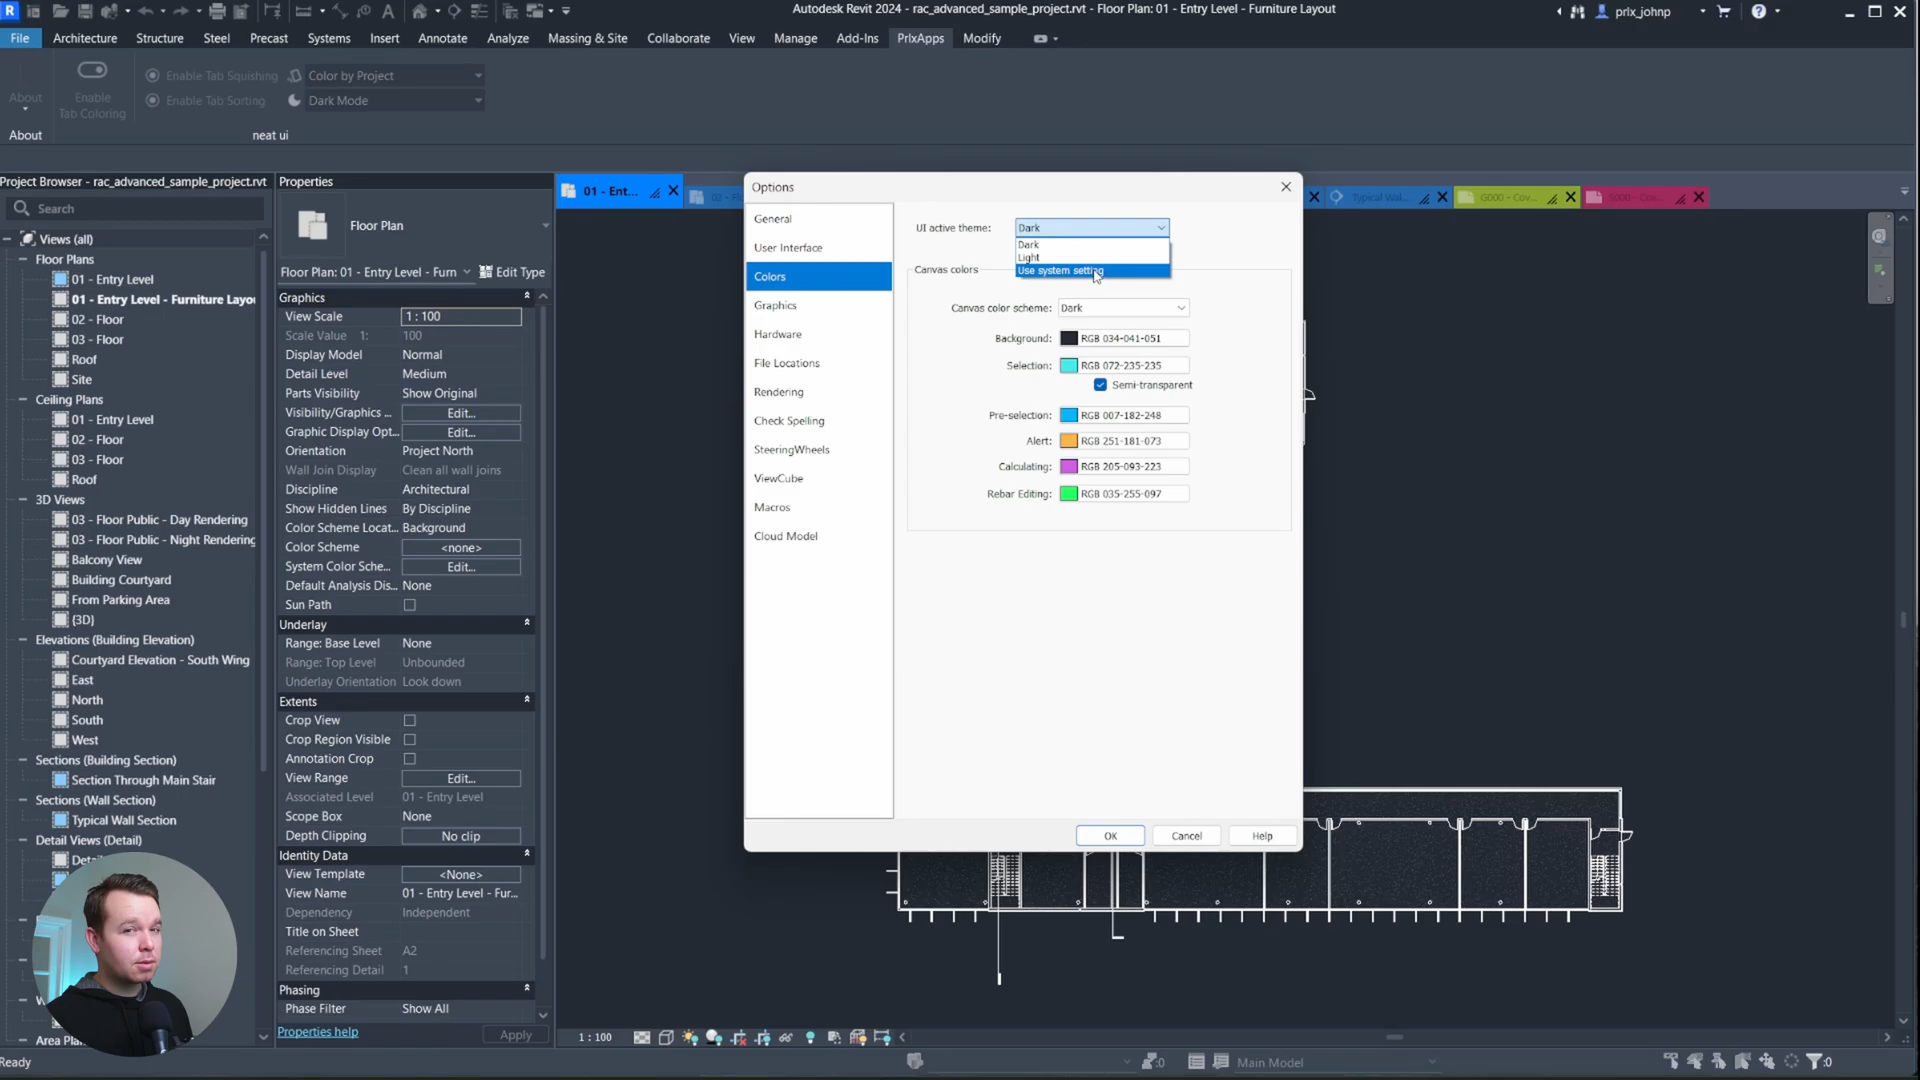 Autodesk Revit 2024 - rac_advanced_sample_project.rvt - Floor Plan: 01 - Entry Level - Furniture Layout
prlx_johnp
File Architecture Structure Steel Precast Systems Insert Annotate Analyze Massing & Site Collaborate View Manage Add-Ins PrlxApps Modify
About
Enable
Tab Coloring
Enable Tab Squishing
Enable Tab Sorting
Color by Project
Dark Mode
About
neat ui
Project Browser - rac_advanced_sample_project.rvt
Search
Views (all)
Floor Plans
01 - Entry Level
01 - Entry Level - Furniture Layou
02 - Floor
03 - Floor
Roof
Site
Ceiling Plans
01 - Entry Level
02 - Floor
03 - Floor
Roof
3D Views
03 - Floor Public - Day Rendering
03 - Floor Public - Night Rendering
Balcony View
Building Courtyard
From Parking Area
{3D}
Elevations (Building Elevation)
Courtyard Elevation - South Wing
East
North
South
West
Sections (Building Section)
Section Through Main Stair
Sections (Wall Section)
Typical Wall Section
Detail Views (Detail)
Area Plan
Ready
Properties
Floor Plan
Floor Plan: 01 - Entry Level - Furn
Edit Type
Graphics
View Scale 1 : 100
Scale Value 1: 100
Display Model Normal
Detail Level Medium
Parts Visibility Show Original
Visibility/Graphics ... Edit...
Graphic Display Opt... Edit...
Orientation Project North
Wall Join Display Clean all wall joins
Discipline Architectural
Show Hidden Lines By Discipline
Color Scheme Locat... Background
Color Scheme <none>
System Color Sche... Edit...
Default Analysis Dis... None
Sun Path
Underlay
Range: Base Level None
Range: Top Level Unbounded
Underlay Orientation Look down
Extents
Crop View
Crop Region Visible
Annotation Crop
View Range Edit...
Associated Level 01 - Entry Level
Scope Box None
Depth Clipping No clip
Identity Data
View Template <None>
View Name 01 - Entry Level - Fur...
Dependency Independent
Title on Sheet
Referencing Sheet A2
Referencing Detail 1
Phasing
Phase Filter Show All
Properties help
Apply
01 - Ent...
Typical Wal...
G000 - Cov...
Options
General
User Interface
Colors
Graphics
Hardware
File Locations
Rendering
Check Spelling
SteeringWheels
ViewCube
Macros
Cloud Model
UI active theme: Dark
Dark
Light
Use system setting
Canvas colors
Canvas color scheme: Dark
Background: RGB 034-041-051
Selection: RGB 072-235-235
Semi-transparent
Pre-selection: RGB 007-182-248
Alert: RGB 251-181-073
Calculating: RGB 205-093-223
Rebar Editing: RGB 035-255-097
OK Cancel Help
1 : 100
:0
Main Model
:0